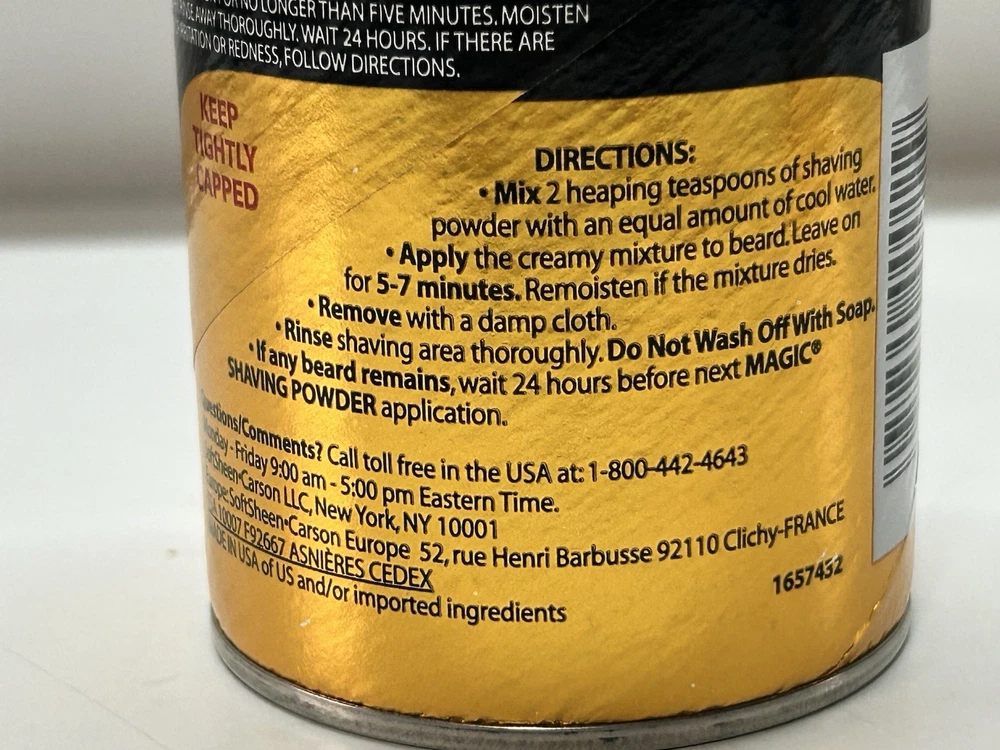 NO LONGER THAN FIVE MINUTES. MOISTEN
AWAY THOROUGHLY. WAIT 24 HOURS. IF THERE ARE
OR REDNESS, FOLLOW DIRECTIONS.
KEEP
TIGHTLY
CAPPED
DIRECTIONS:
• Mix 2 heaping teaspoons of shaving
powder with an equal amount of cool water.
• Apply the creamy mixture to beard. Leave on
for 5-7 minutes. Remoisten if the mixture dries.
• Remove with a damp cloth.
• Rinse shaving area thoroughly. Do Not Wash Off With Soap.
• If any beard remains, wait 24 hours before next MAGIC®
SHAVING POWDER application.
Questions/Comments? Call toll free in the USA at: 1-800-442-4643
Monday - Friday 9:00 am - 5:00 pm Eastern Time.
SoftSheen•Carson LLC, New York, NY 10001
Europe: SoftSheen•Carson Europe 52, rue Henri Barbusse 92110 Clichy-FRANCE
10007 F92667 ASNIÈRES CEDEX
MADE IN USA of US and/or imported ingredients
1657432